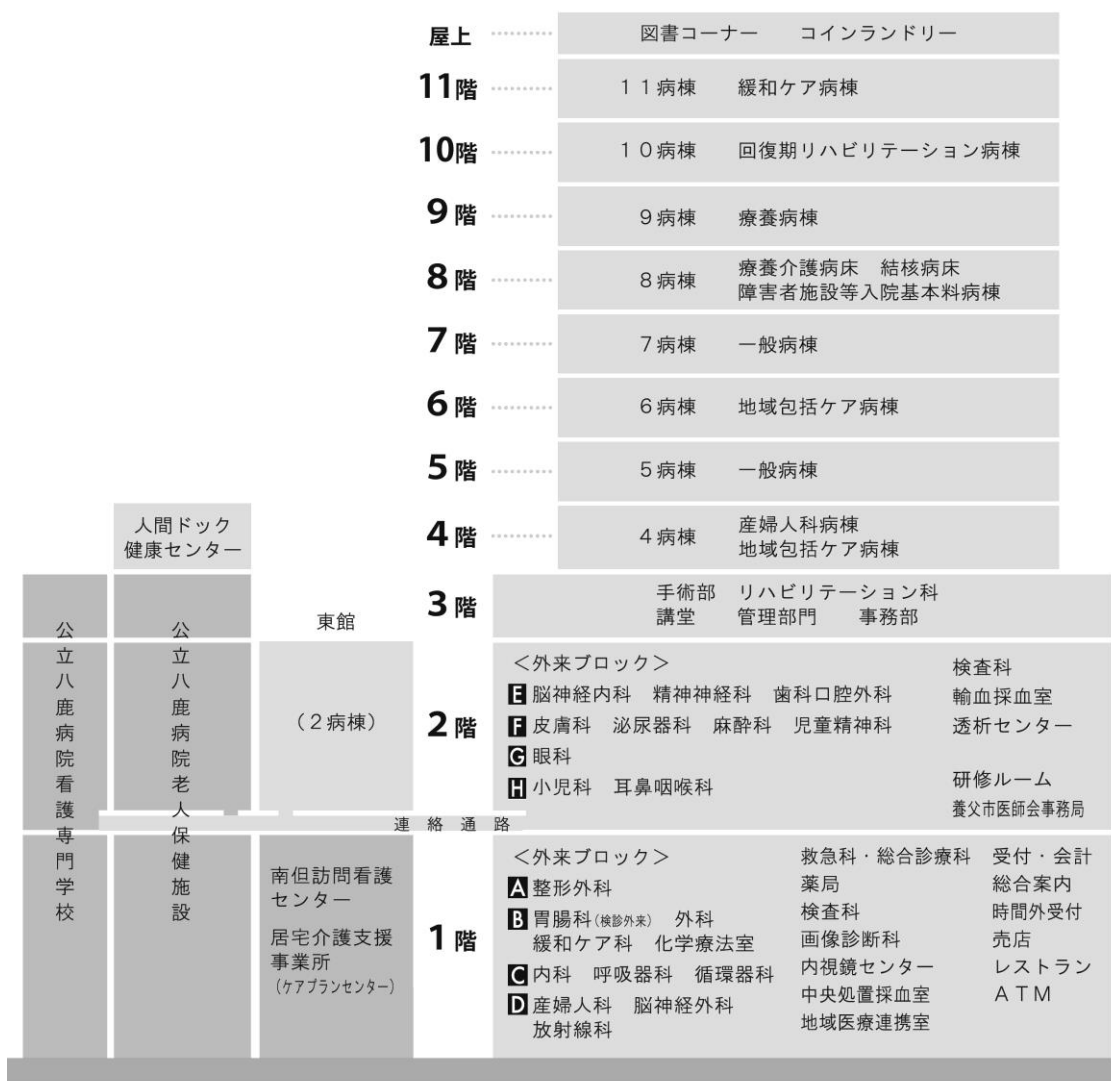 屋上 図書コーナー コインランドリー
11階 11病棟 緩和ケア病棟
10階 10病棟 回復期リハビリテーション病棟
9階 9病棟 療養病棟
8階 8病棟 療養介護病床 結核病床
障害者施設等入院基本料病棟
7階 7病棟 一般病棟
6階 6病棟 地域包括ケア病棟
5階 5病棟 一般病棟
4階 4病棟 産婦人科病棟
地域包括ケア病棟
人間ドック
健康センター
3階 手術部 リハビリテーション科
講堂 管理部門 事務部
公立八鹿病院看護専門学校
公立八鹿病院老人保健施設
東館
(2病棟)
2階
<外来ブロック>
E 脳神経内科 精神神経科 歯科口腔外科
F 皮膚科 泌尿器科 麻酔科 児童精神科
G 眼科
H 小児科 耳鼻咽喉科
検査科
輸血採血室
透析センター
研修ルーム
養父市医師会事務局
連絡通路
南但訪問看護
センター
居宅介護支援
事業所
(ケアプランセンター)
1階
<外来ブロック>
A 整形外科
B 胃腸科(検診外来) 外科
緩和ケア科 化学療法室
C 内科 呼吸器科 循環器科
D 産婦人科 脳神経外科
放射線科
救急科・総合診療科
薬局
検査科
画像診断科
内視鏡センター
中央処置採血室
地域医療連携室
受付・会計
総合案内
時間外受付
売店
レストラン
ATM